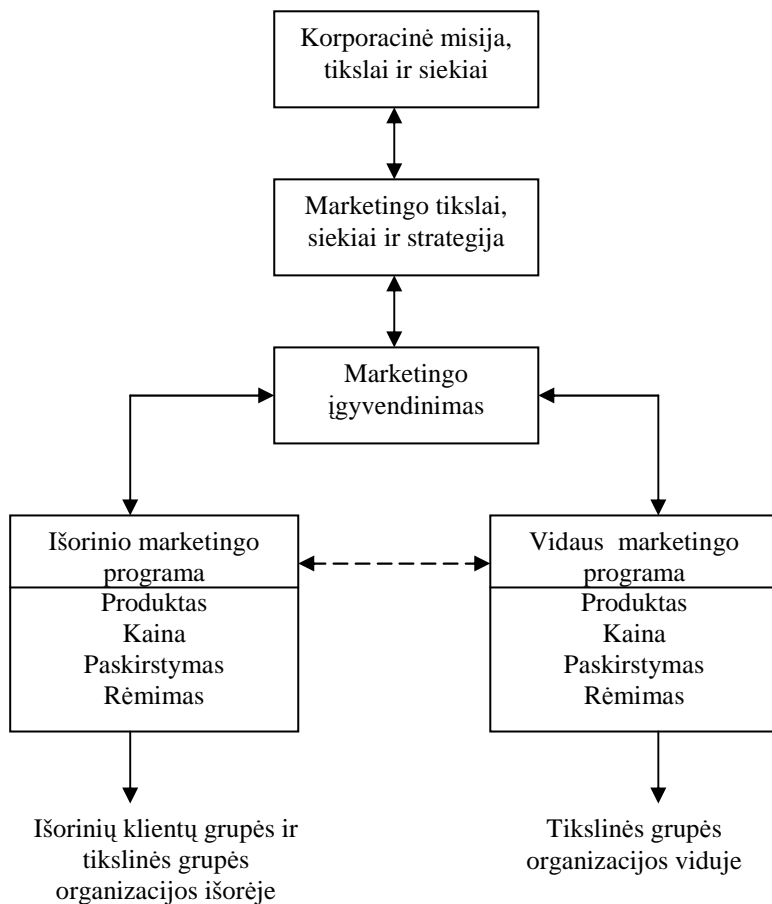 Korporacinė misija,
tikslai ir siekiai
Marketingo tikslai,
siekiai ir strategija
Marketingo
įgyvendinimas
Išorinio marketingo
programa
Produktas
Kaina
Paskirstymas
Rėmimas
Išorinių klientų grupės ir
tikslinės grupės
organizacijos išorėje
Vidaus marketingo
programa
Produktas
Kaina
Paskirstymas
Rėmimas
Tikslinės grupės
organizacijos viduje